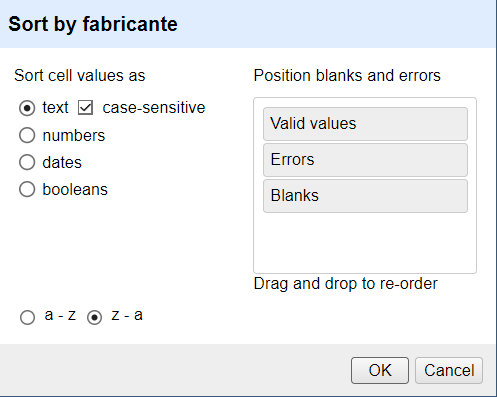 Sort by fabricante
Sort cell values as
text case-sensitive
numbers
dates
booleans
Position blanks and errors
Valid values
Errors
Blanks
Drag and drop to re-order
a - z z - a
OK Cancel